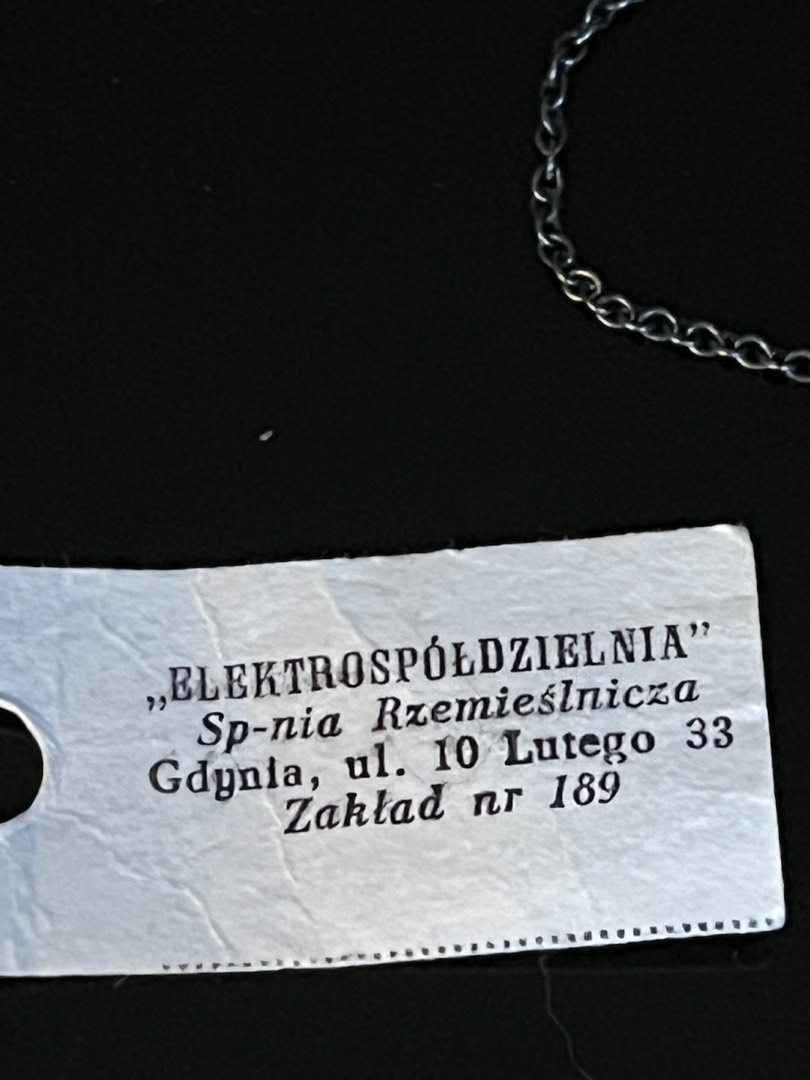 „ELEKTROSPÓŁDZIELNIA”
Sp-nia Rzemieślnicza
Gdynia, ul. 10 Lutego 33
Zakład nr 189